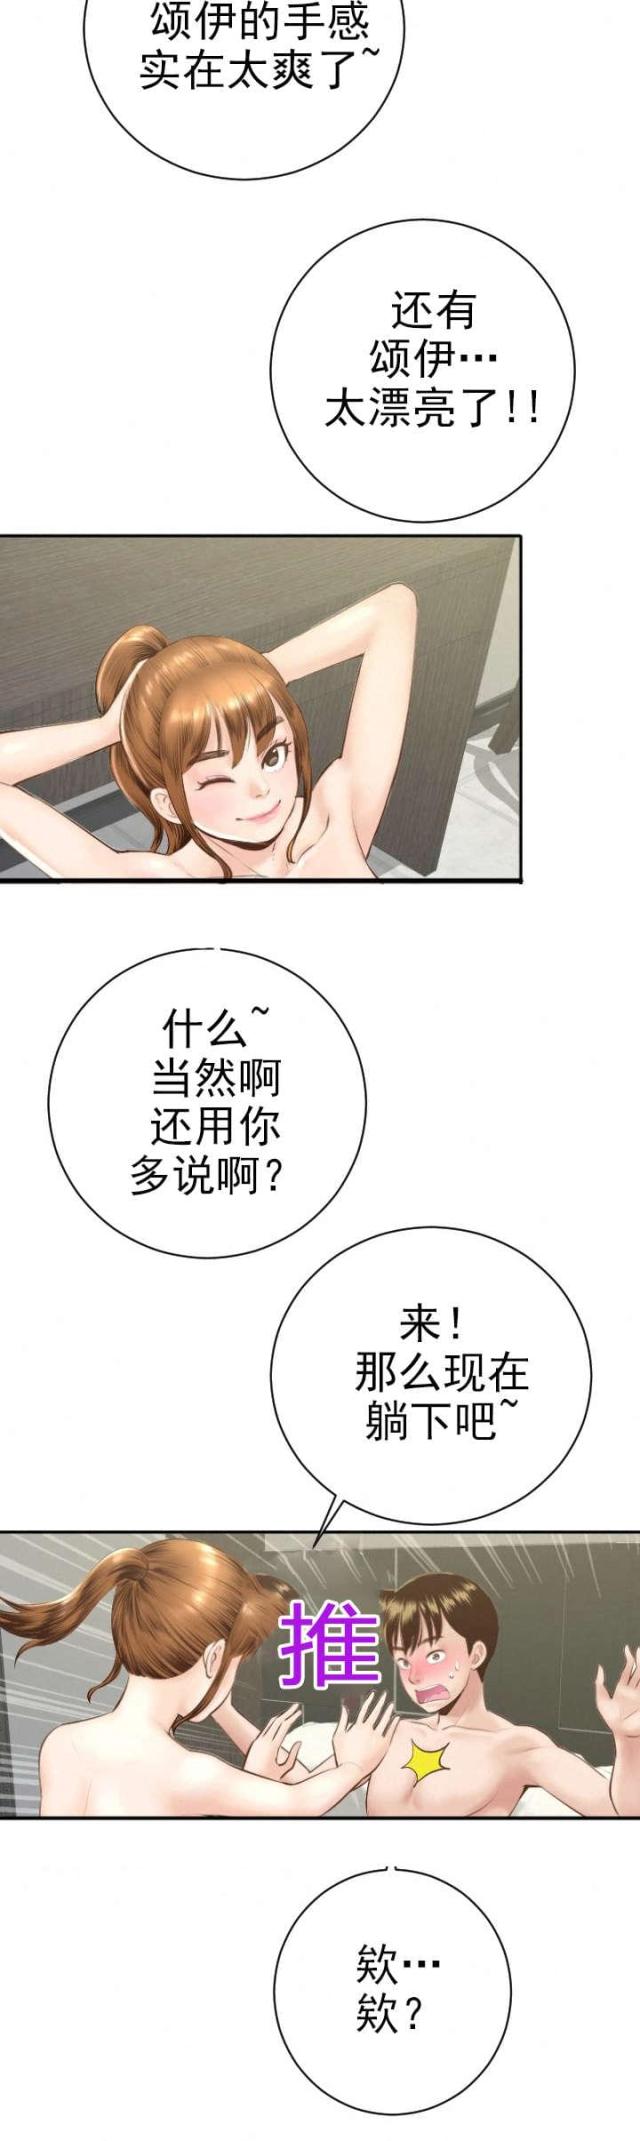 颂伊的手感
实在太爽了~
还有
颂伊…
太漂亮了!!
什么~
当然啊
还用你
多说啊?
来!
那么现在
躺下吧~
推
欸…
欸?